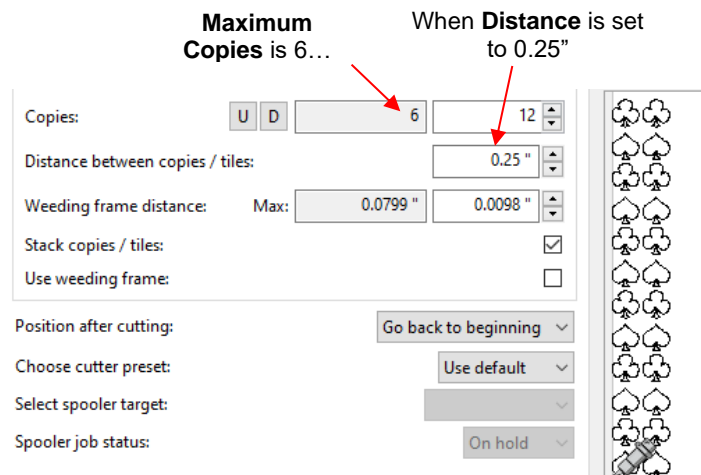 Maximum
Copies is 6…
When Distance is set
to 0.25”
Copies: U D 6 12
Distance between copies / tiles: 0.25 "
Weeding frame distance: Max: 0.0799 " 0.0098 "
Stack copies / tiles:
Use weeding frame:
Position after cutting: Go back to beginning
Choose cutter preset: Use default
Select spooler target:
Spooler job status: On hold